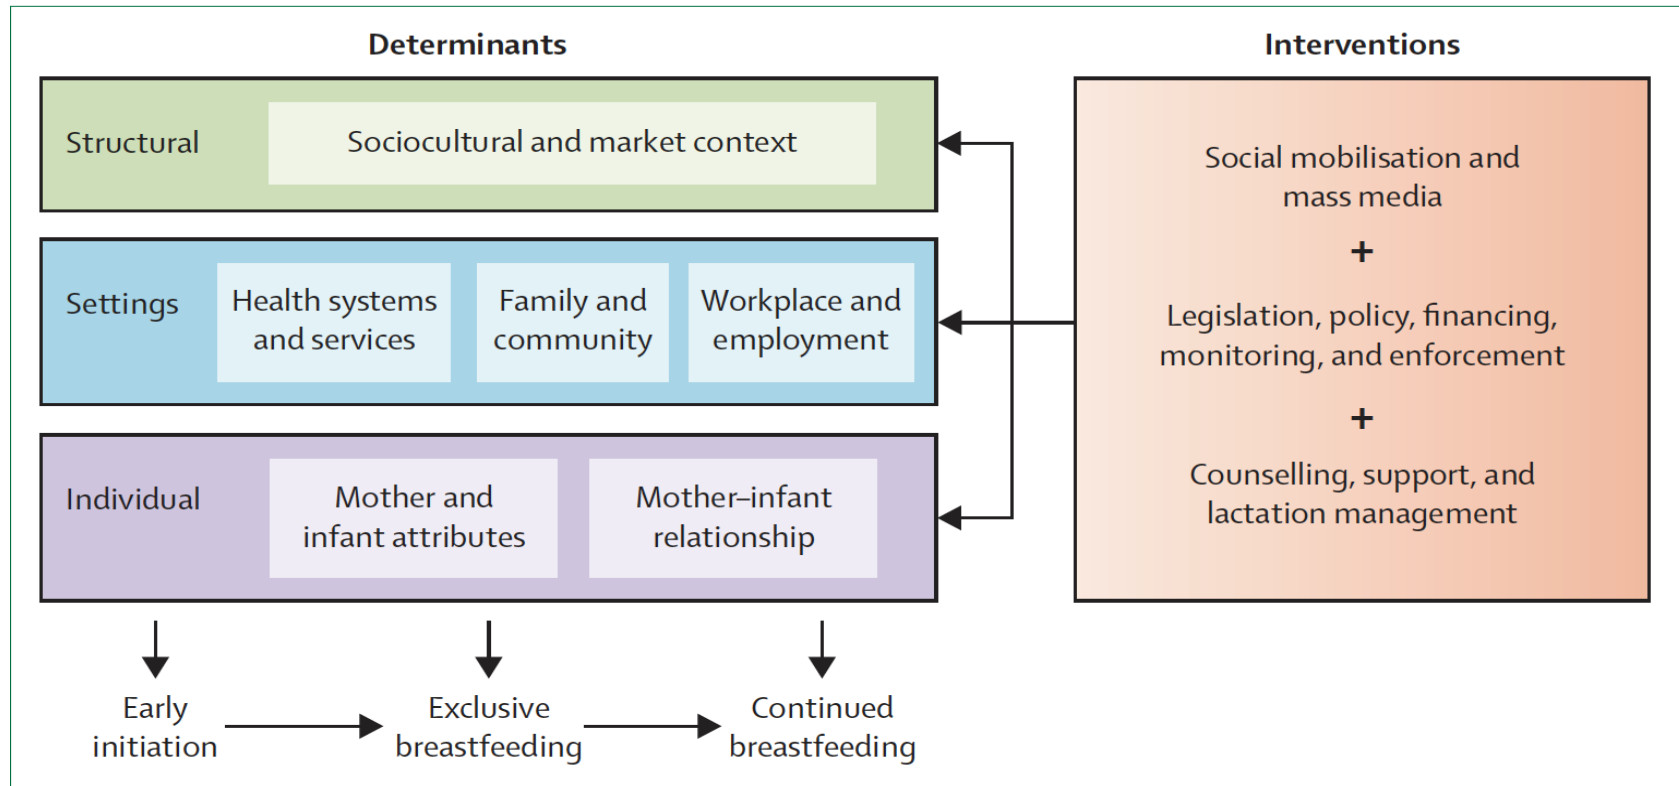 Determinants
Interventions
Structural
Sociocultural and market context
Settings
Health systems
and services
Family and
community
Workplace and
employment
Individual
Mother and
infant attributes
Mother–infant
relationship
Early
initiation
Exclusive
breastfeeding
Continued
breastfeeding
Social mobilisation and
mass media
+
Legislation, policy, financing,
monitoring, and enforcement
+
Counselling, support, and
lactation management